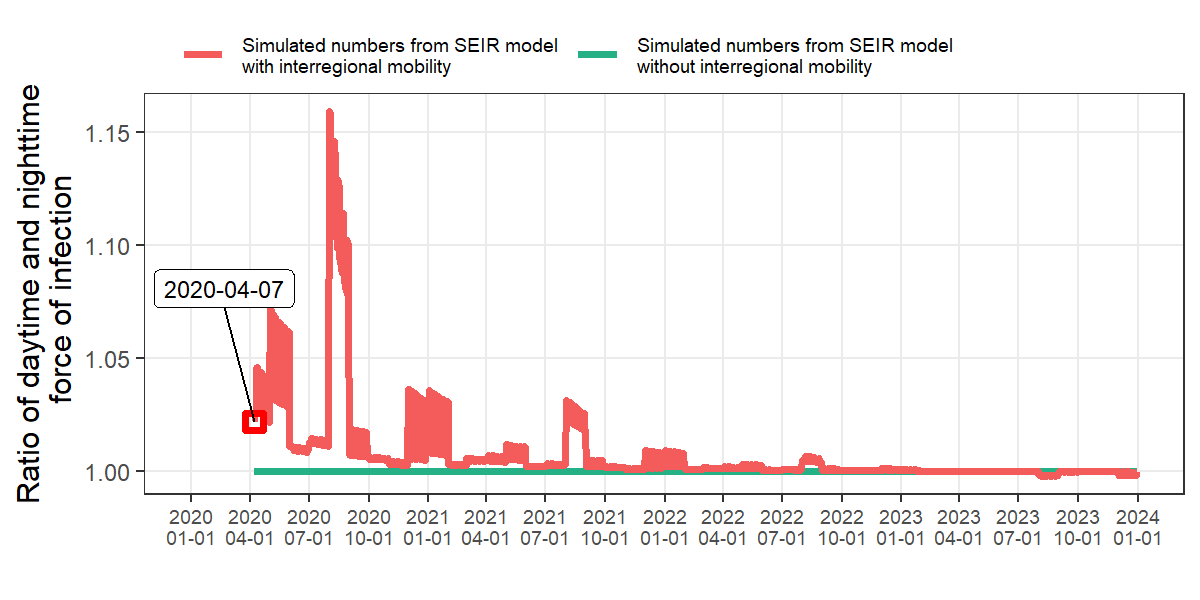 Simulated numbers from SEIR model
with interregional mobility
Simulated numbers from SEIR model
without interregional mobility
Ratio of daytime and nighttime
force of infection
1.15
1.10
1.05
1.00
2020-04-07
2020 2020 2020 2020 2021 2021 2021 2021 2022 2022 2022 2022 2023 2023 2023 2023 2024
01-01 04-01 07-01 10-01 01-01 04-01 07-01 10-01 01-01 04-01 07-01 10-01 01-01 04-01 07-01 10-01 01-01